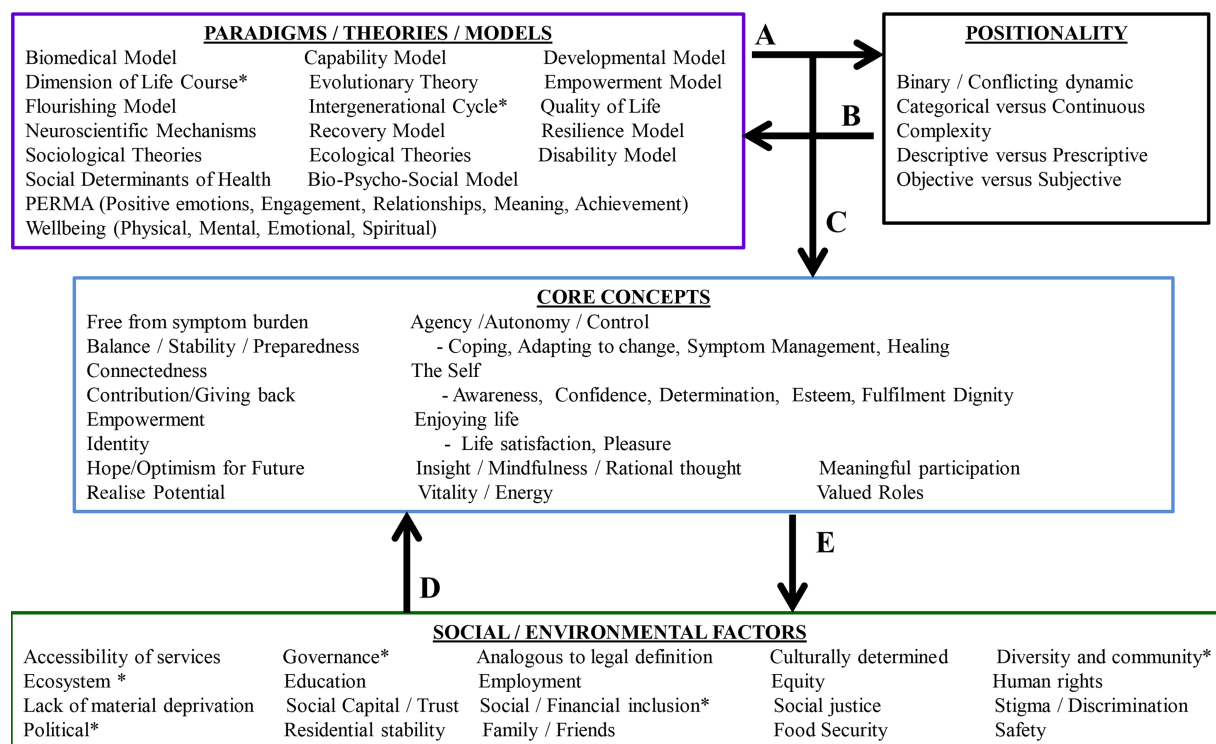 PARADIGMS / THEORIES / MODELS
Biomedical Model Capability Model Developmental Model
Dimension of Life Course* Evolutionary Theory Empowerment Model
Flourishing Model Intergenerational Cycle* Quality of Life
Neuroscientific Mechanisms Recovery Model Resilience Model
Sociological Theories Ecological Theories Disability Model
Social Determinants of Health Bio-Psycho-Social Model
PERMA (Positive emotions, Engagement, Relationships, Meaning, Achievement)
Wellbeing (Physical, Mental, Emotional, Spiritual)
A
B
C
POSITIONALITY
Binary / Conflicting dynamic
Categorical versus Continuous
Complexity
Descriptive versus Prescriptive
Objective versus Subjective
CORE CONCEPTS
Free from symptom burden Agency /Autonomy / Control
Balance / Stability / Preparedness - Coping, Adapting to change, Symptom Management, Healing
Connectedness The Self
Contribution/Giving back - Awareness, Confidence, Determination, Esteem, Fulfilment Dignity
Empowerment Enjoying life
Identity - Life satisfaction, Pleasure
Hope/Optimism for Future Insight / Mindfulness / Rational thought Meaningful participation
Realise Potential Vitality / Energy Valued Roles
D
E
SOCIAL / ENVIRONMENTAL FACTORS
Accessibility of services Governance* Analogous to legal definition Culturally determined Diversity and community*
Ecosystem * Education Employment Equity Human rights
Lack of material deprivation Social Capital / Trust Social / Financial inclusion* Social justice Stigma / Discrimination
Political* Residential stability Family / Friends Food Security Safety